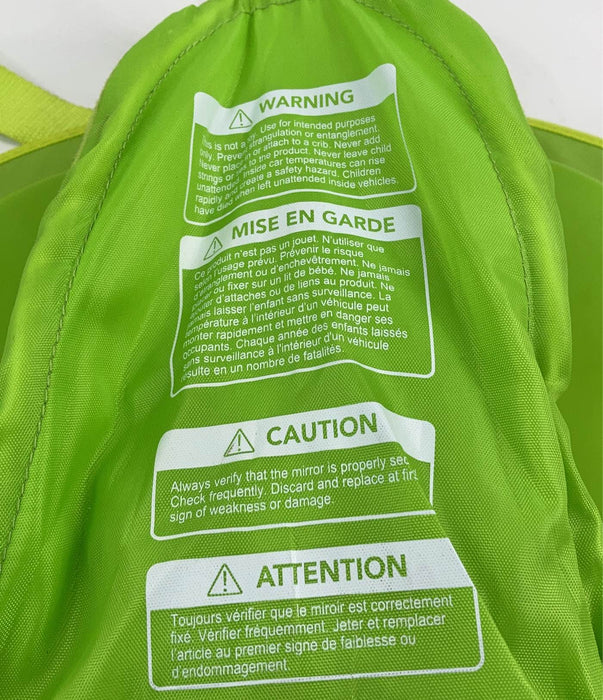 WARNING
This is not a toy. Use for intended purposes
only. Prevent strangulation or entanglement
Never place in or attach to a crib. Never add
strings or to the product. Never leave child
unattended. Inside car temperatures can rise
rapidly and create a safety hazard. Children
have died when left unattended inside vehicles.
MISE EN GARDE
Ce produit n'est pas un jouet. N'utiliser que
selon l'usage prévu. Prévenir le risque
d'étranglement ou d'enchevêtrement. Ne jamais
ou fixer sur un lit de bébé. Ne jamais
d'attaches ou de liens au produit. Ne
jamais laisser l'enfant sans surveillance. La
température à l'intérieur d'un véhicule peut
monter rapidement et mettre en danger ses
occupants. Chaque année des enfants laissés
sans surveillance à l'intérieur d'un véhicule
résulte en un nombre de fatalités.
CAUTION
Always verify that the mirror is properly sec
Check frequently. Discard and replace at first
sign of weakness or damage.
ATTENTION
Toujours vérifier que le miroir est correctement
fixé. Vérifier fréquemment. Jeter et remplacer
l'article au premier signe de faiblesse ou
d'endommagement.